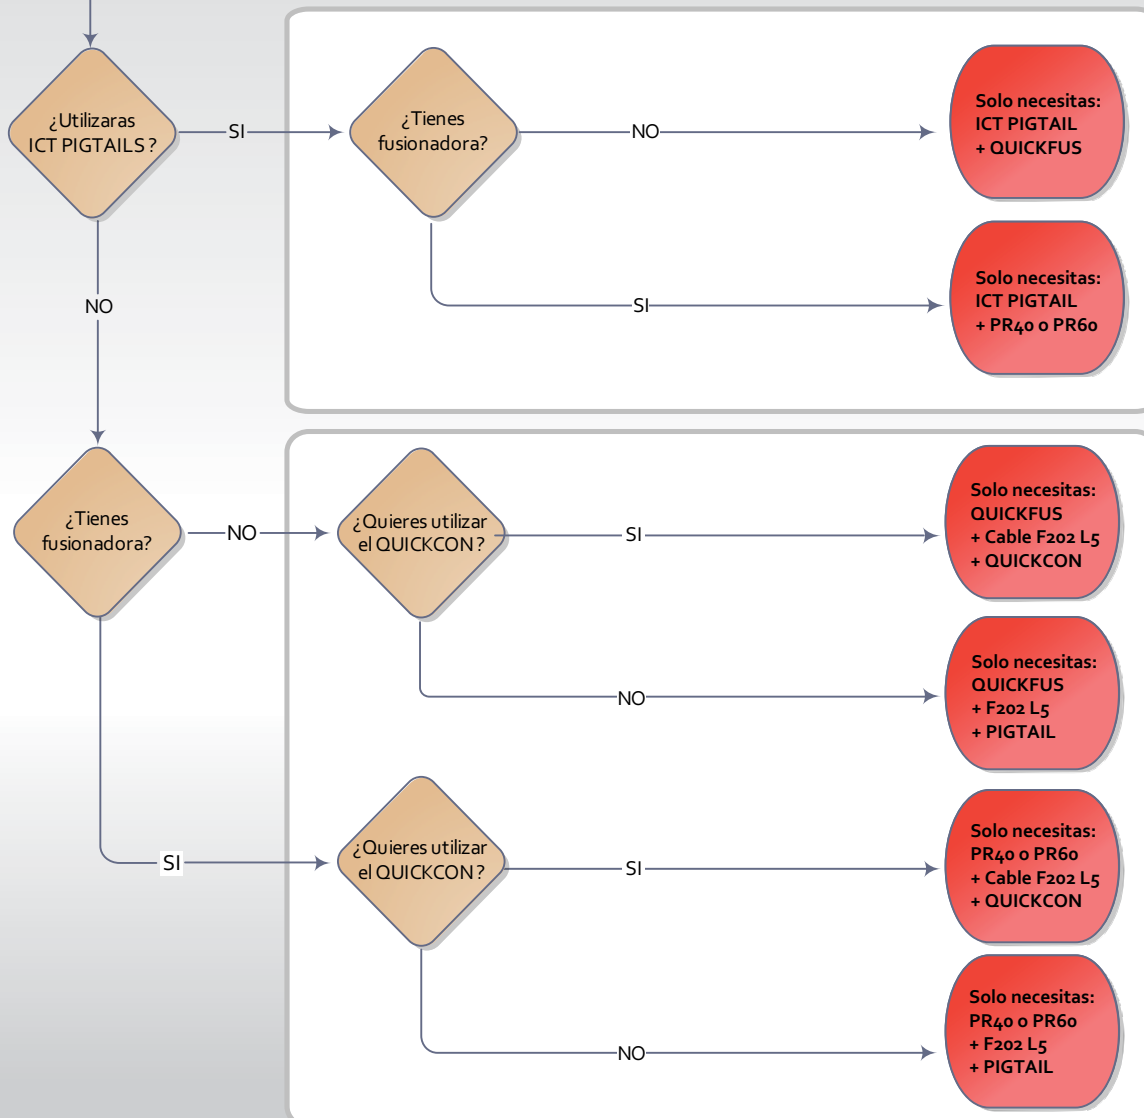 ¿Utilizaras
ICT PIGTAILS ?
SI
¿Tienes
fusionadora?
NO
Solo necesitas:
ICT PIGTAIL
+ QUICKFUS
SI
Solo necesitas:
ICT PIGTAIL
+ PR40 o PR60
NO
¿Tienes
fusionadora?
NO
¿Quieres utilizar
el QUICKCON ?
SI
Solo necesitas:
QUICKFUS
+ Cable F202 L5
+ QUICKCON
NO
Solo necesitas:
QUICKFUS
+ F202 L5
+ PIGTAIL
SI
¿Quieres utilizar
el QUICKCON ?
SI
Solo necesitas:
PR40 o PR60
+ Cable F202 L5
+ QUICKCON
NO
Solo necesitas:
PR40 o PR60
+ F202 L5
+ PIGTAIL